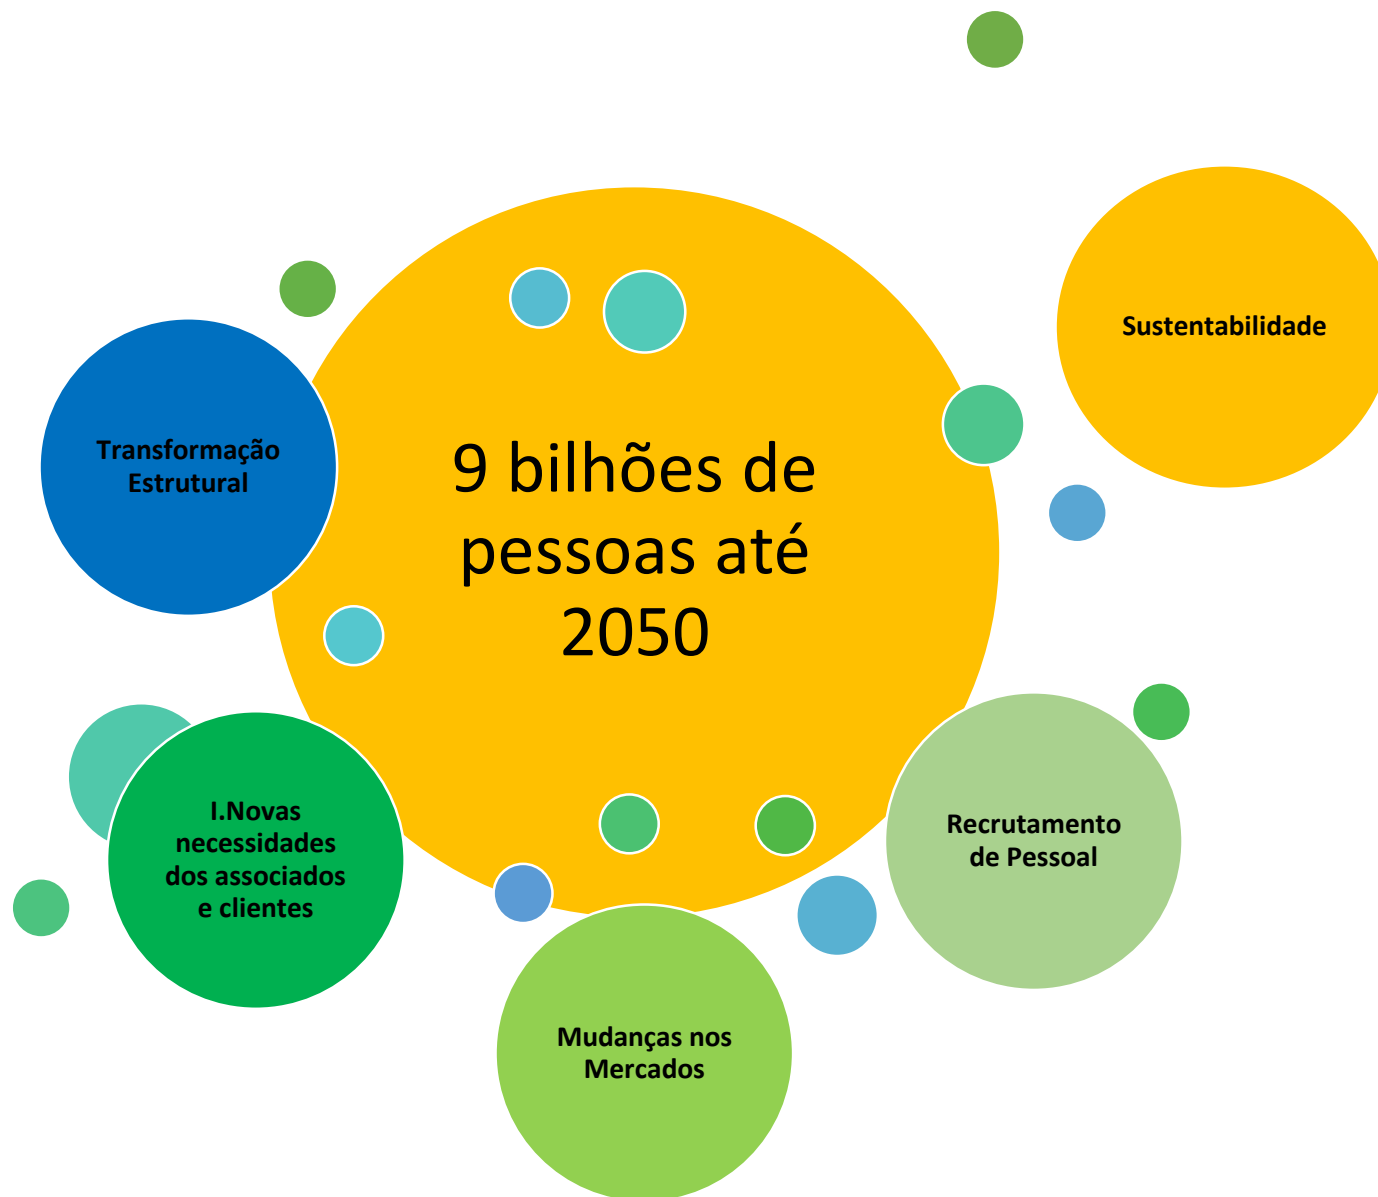 Sustentabilidade
Transformação
Estrutural
9 bilhões de
pessoas até
2050
I.Novas
necessidades
dos associados
e clientes
Recrutamento
de Pessoal
Mudanças nos
Mercados